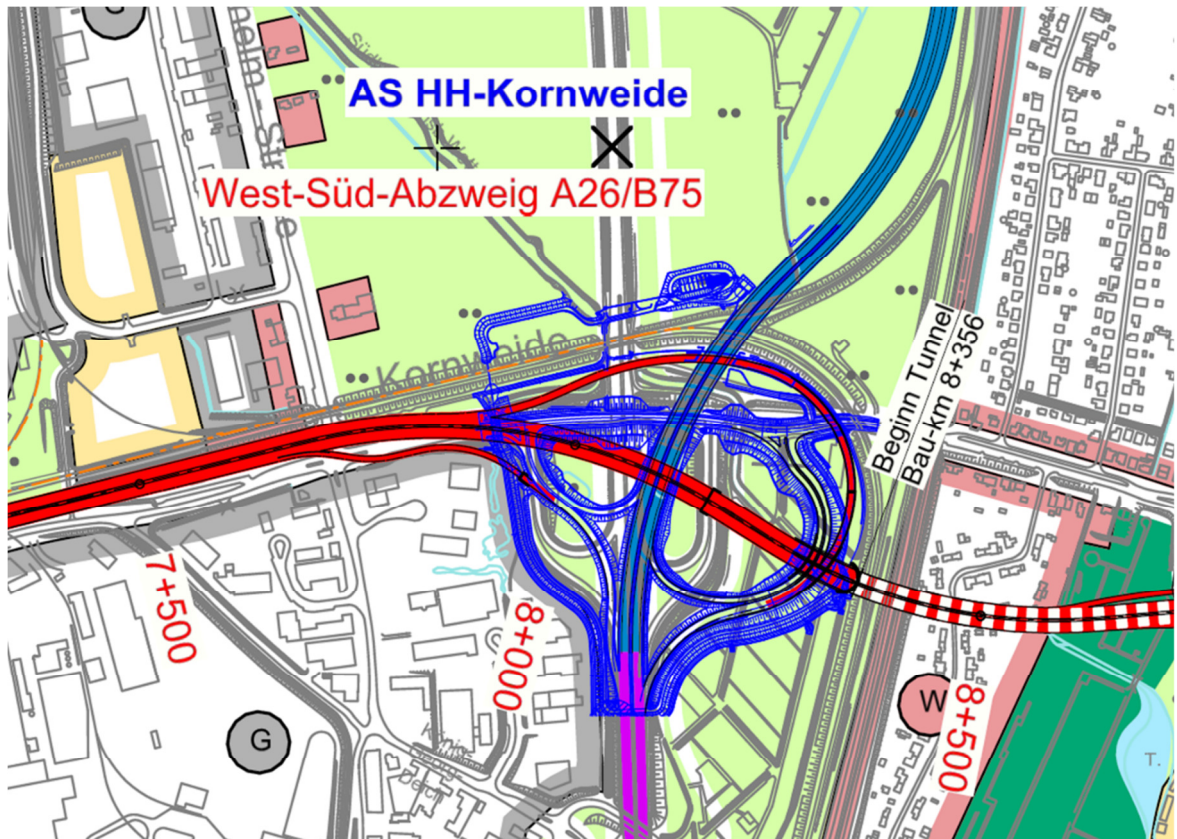 AS HH-Kornweide
West-Süd-Abzweig A26/B75
Kornweide
Beginn Tunnel
Bau-km 8+356
7+500
8+000
8+500
G
W
T.